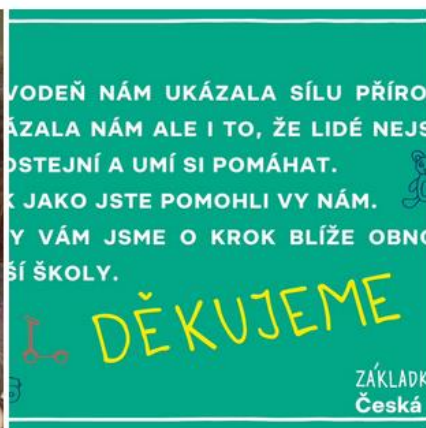 VODEŇ NÁM UKÁZALA SÍLU PŘÍRO
ÁZALA NÁM ALE I TO, ŽE LIDÉ NEJS
OSTEJNÍ A UMÍ SI POMÁHAT.
K JAKO JSTE POMOHLI VY NÁM.
Y VÁM JSME O KROK BLÍŽE OBNO
ŠÍ ŠKOLY.
DĚKUJEME
ZÁKLADK
Česká